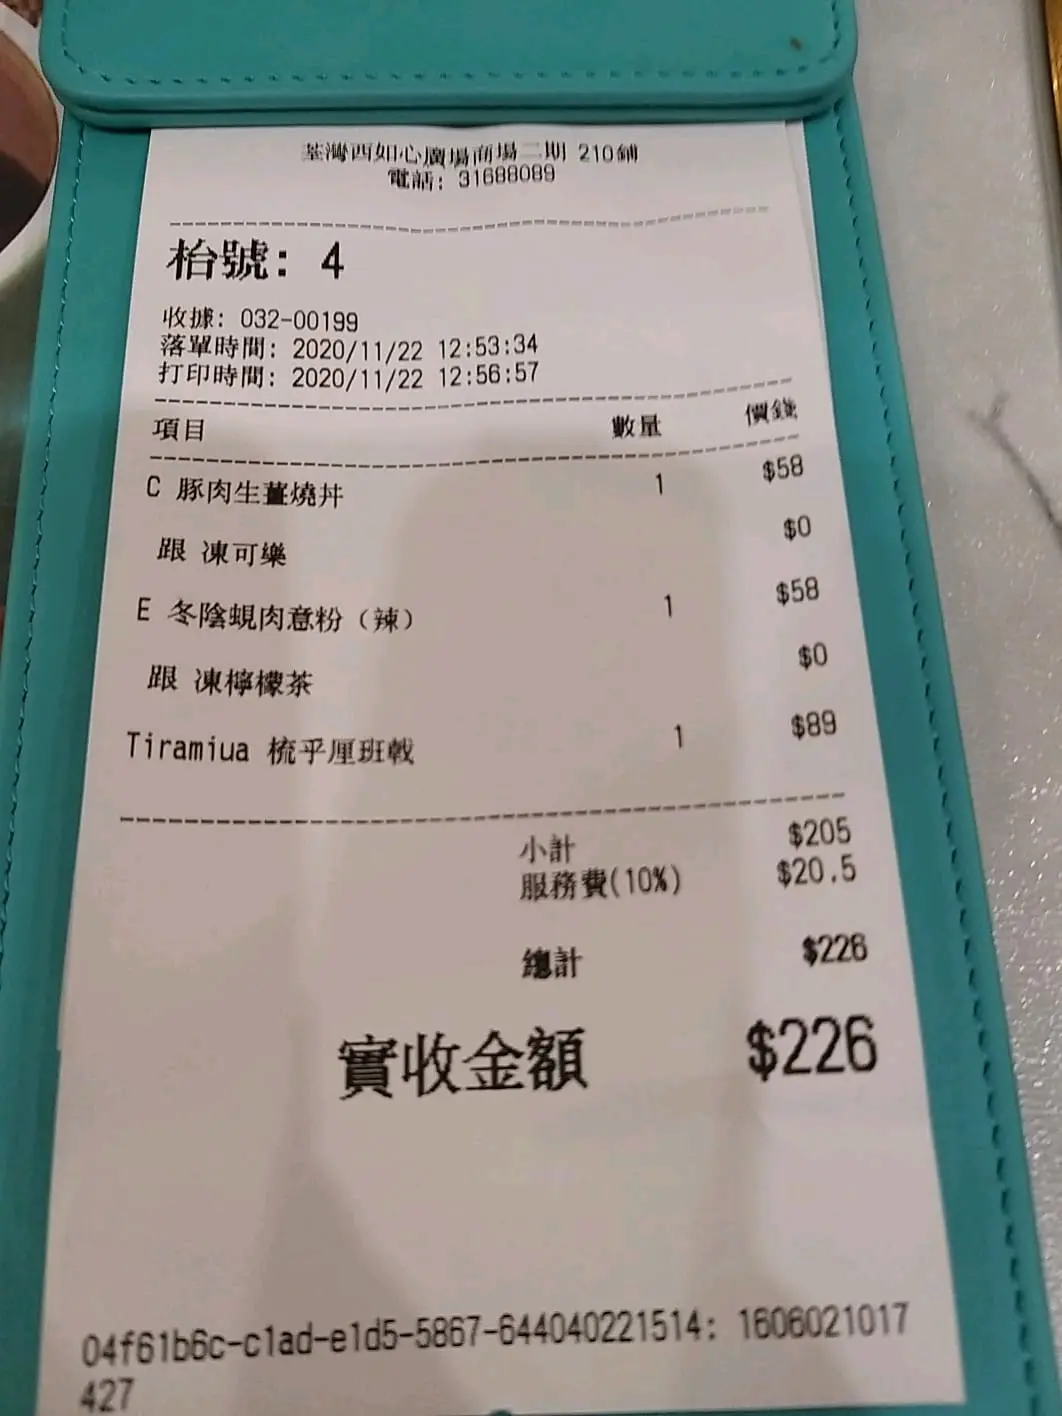 荃灣西如心廣場商場二期 210鋪
電話: 31688089
枱號: 4
收據: 032-00199
落單時間: 2020/11/22 12:53:34
打印時間: 2020/11/22 12:56:57
項目 數量 價錢
C 豚肉生薑燒丼 1 $58
跟 凍可樂 $0
E 冬陰蜆肉意粉（辣） 1 $58
跟 凍檸檬茶 $0
Tiramiua 梳乎厘班戟 1 $89
小計 $205
服務費(10%) $20.5
總計 $226
實收金額 $226
04f61b6c-c1ad-e1d5-5867-644040221514: 1606021017
427